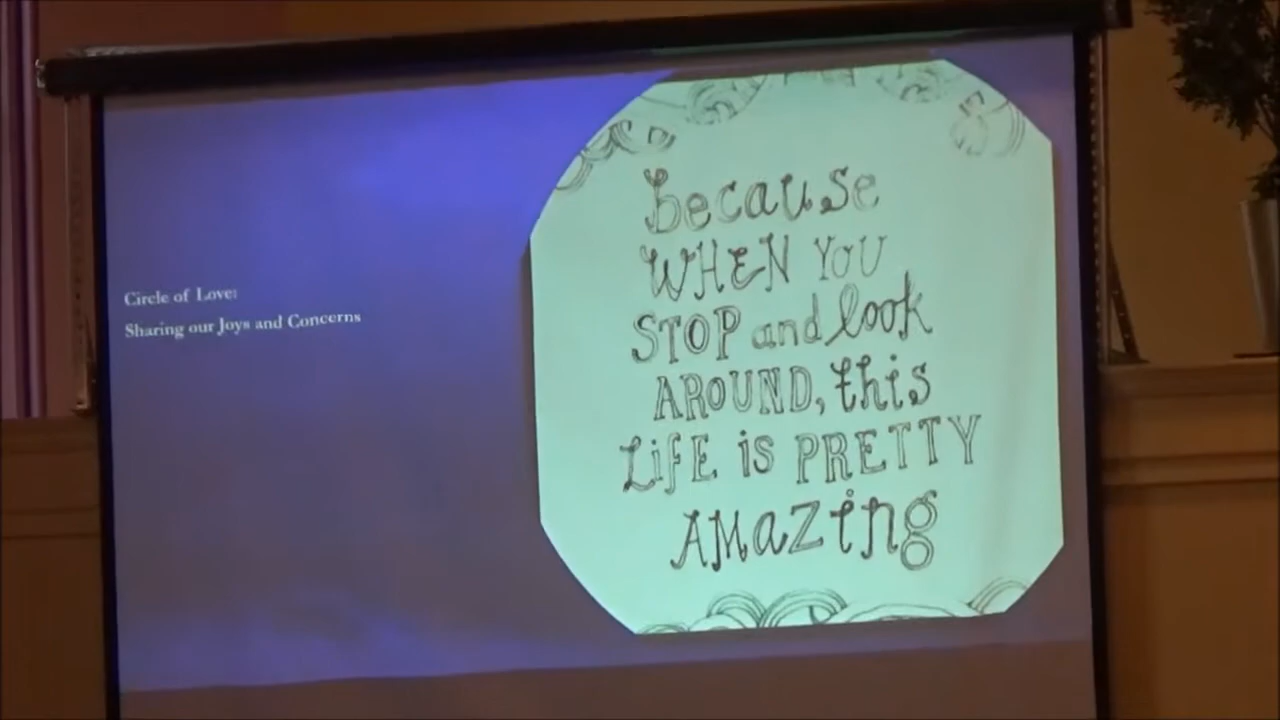 Circle of Love:
Sharing our Joys and Concerns
because
WHEN YOU
STOP and look
AROUND, this
LiFE is PRETTY
AMaZing